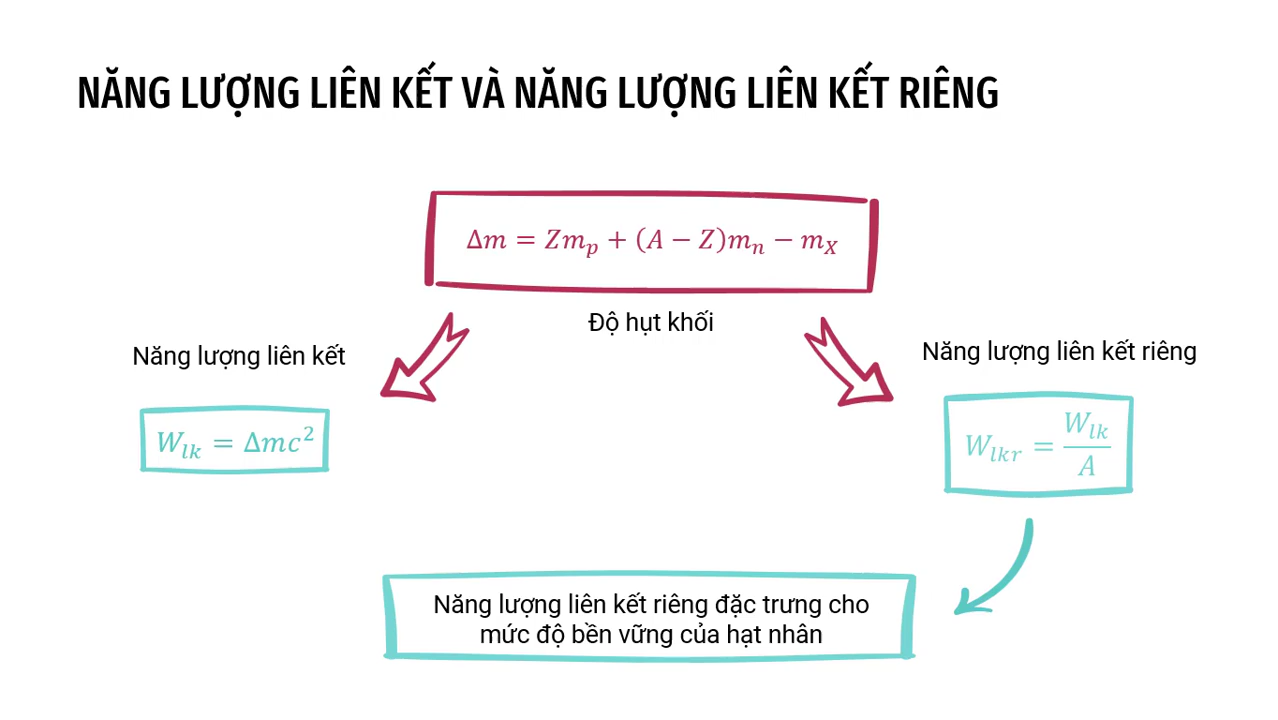 NĂNG LƯỢNG LIÊN KẾT VÀ NĂNG LƯỢNG LIÊN KẾT RIÊNG
Δm = Zm_p + (A − Z)m_n − m_X
Độ hụt khối
Năng lượng liên kết
Năng lượng liên kết riêng
W_lk = Δmc²
W_lkr = W_lk / A
Năng lượng liên kết riêng đặc trưng cho
mức độ bền vững của hạt nhân